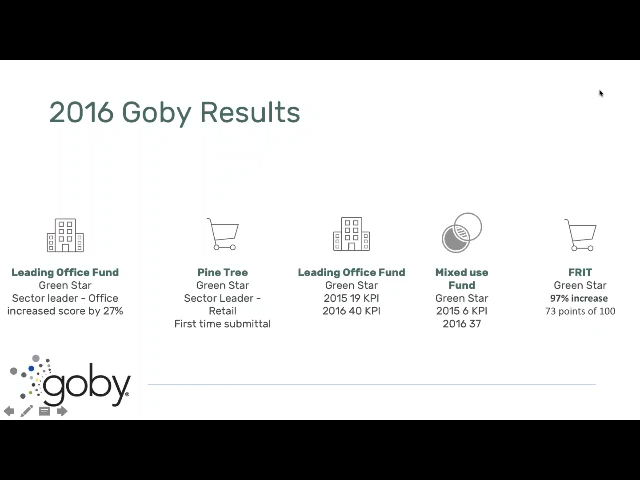 2016 Goby Results
Leading Office Fund
Green Star
Sector leader - Office
increased score by 27%
Pine Tree
Green Star
Sector Leader -
Retail
First time submittal
Leading Office Fund
Green Star
2015 19 KPI
2016 40 KPI
Mixed use
Fund
Green Star
2015 6 KPI
2016 37
FRIT
Green Star
97% increase
73 points of 100
goby